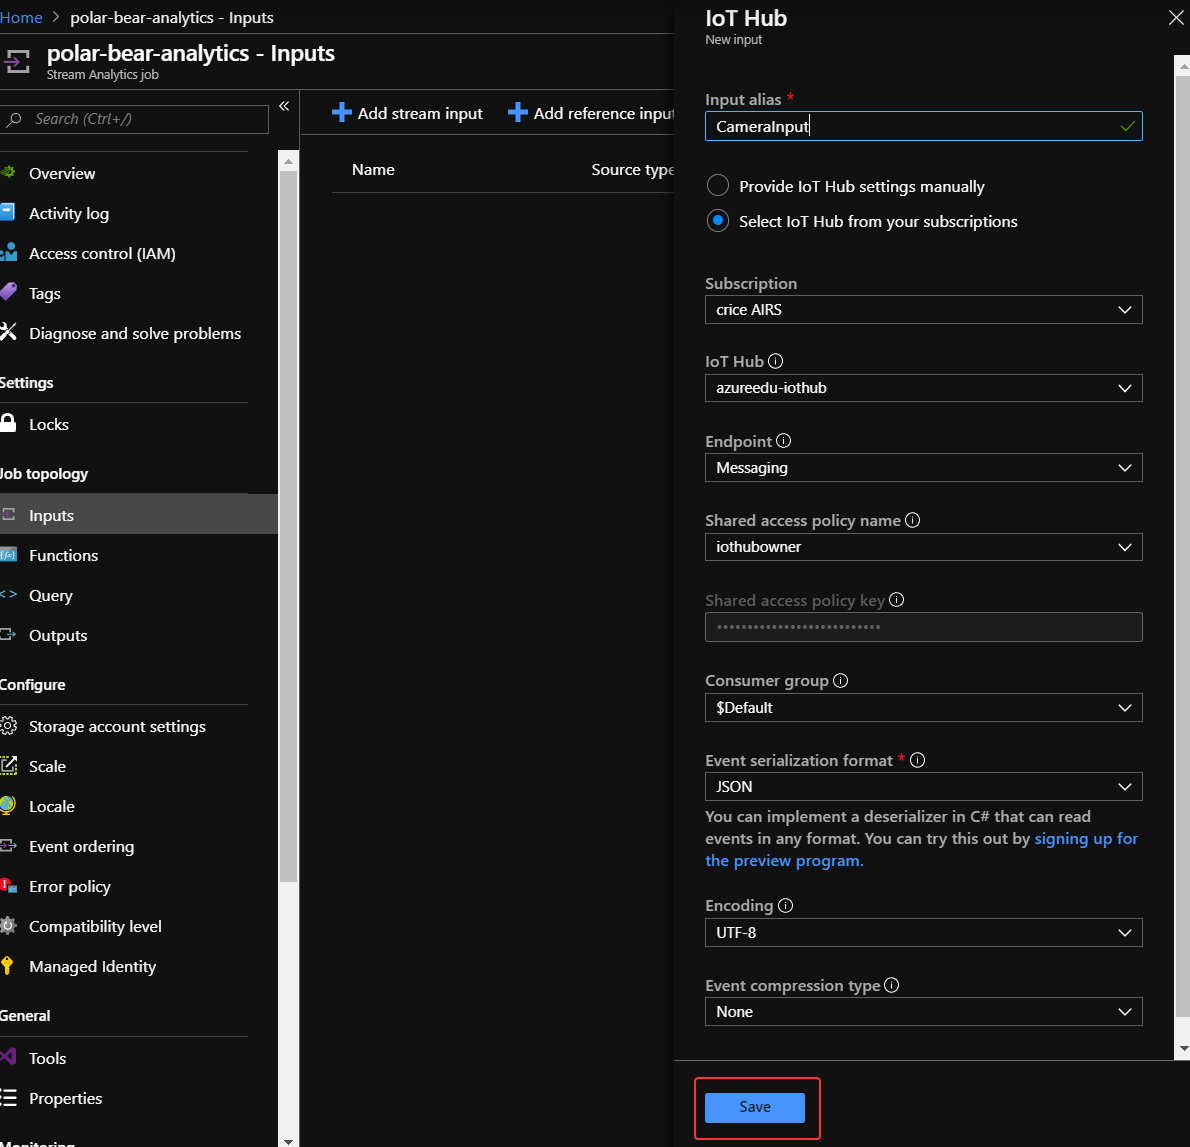 Home > polar-bear-analytics - Inputs
polar-bear-analytics - Inputs
Stream Analytics job
Search (Ctrl+/)
«
Overview
Activity log
Access control (IAM)
Tags
Diagnose and solve problems
Settings
Locks
Job topology
Inputs
Functions
Query
Outputs
Configure
Storage account settings
Scale
Locale
Event ordering
Error policy
Compatibility level
Managed Identity
General
Tools
Properties
Monitoring
Add stream input
Add reference input
Name
Source type
IoT Hub
New input
Input alias *
CameraInput
Provide IoT Hub settings manually
Select IoT Hub from your subscriptions
Subscription
crice AIRS
IoT Hub
azureedu-iothub
Endpoint
Messaging
Shared access policy name
iothubowner
Shared access policy key
•••••••••••••••••••••••••••
Consumer group
$Default
Event serialization format *
JSON
You can implement a deserializer in C# that can read
events in any format. You can try this out by signing up for
the preview program.
Encoding
UTF-8
Event compression type
None
Save